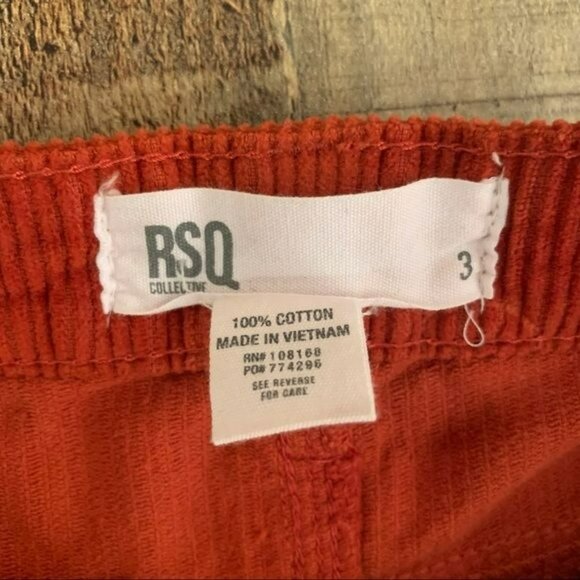 RSQ
COLLECTIVE
3
100% COTTON
MADE IN VIETNAM
RN# 108168
PO# 774296
SEE REVERSE
FOR CARE